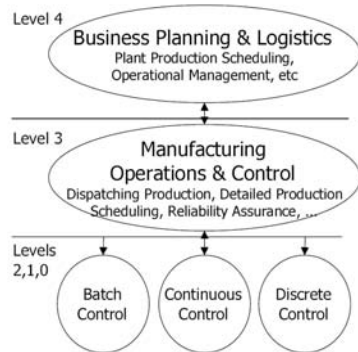 Level 4
Business Planning & Logistics
Plant Production Scheduling,
Operational Management, etc
Level 3
Manufacturing
Operations & Control
Dispatching Production, Detailed Production
Scheduling, Reliability Assurance, ...
Levels
2,1,0
Batch
Control
Continuous
Control
Discrete
Control